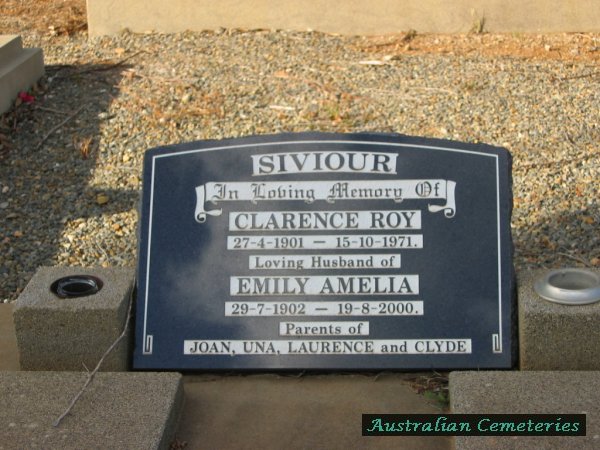 SIVIOUR
In Loving Memory Of
CLARENCE ROY
27-4-1901 — 15-10-1971.
Loving Husband of
EMILY AMELIA
29-7-1902 — 19-8-2000.
Parents of
JOAN, UNA, LAURENCE and CLYDE
Australian Cemeteries